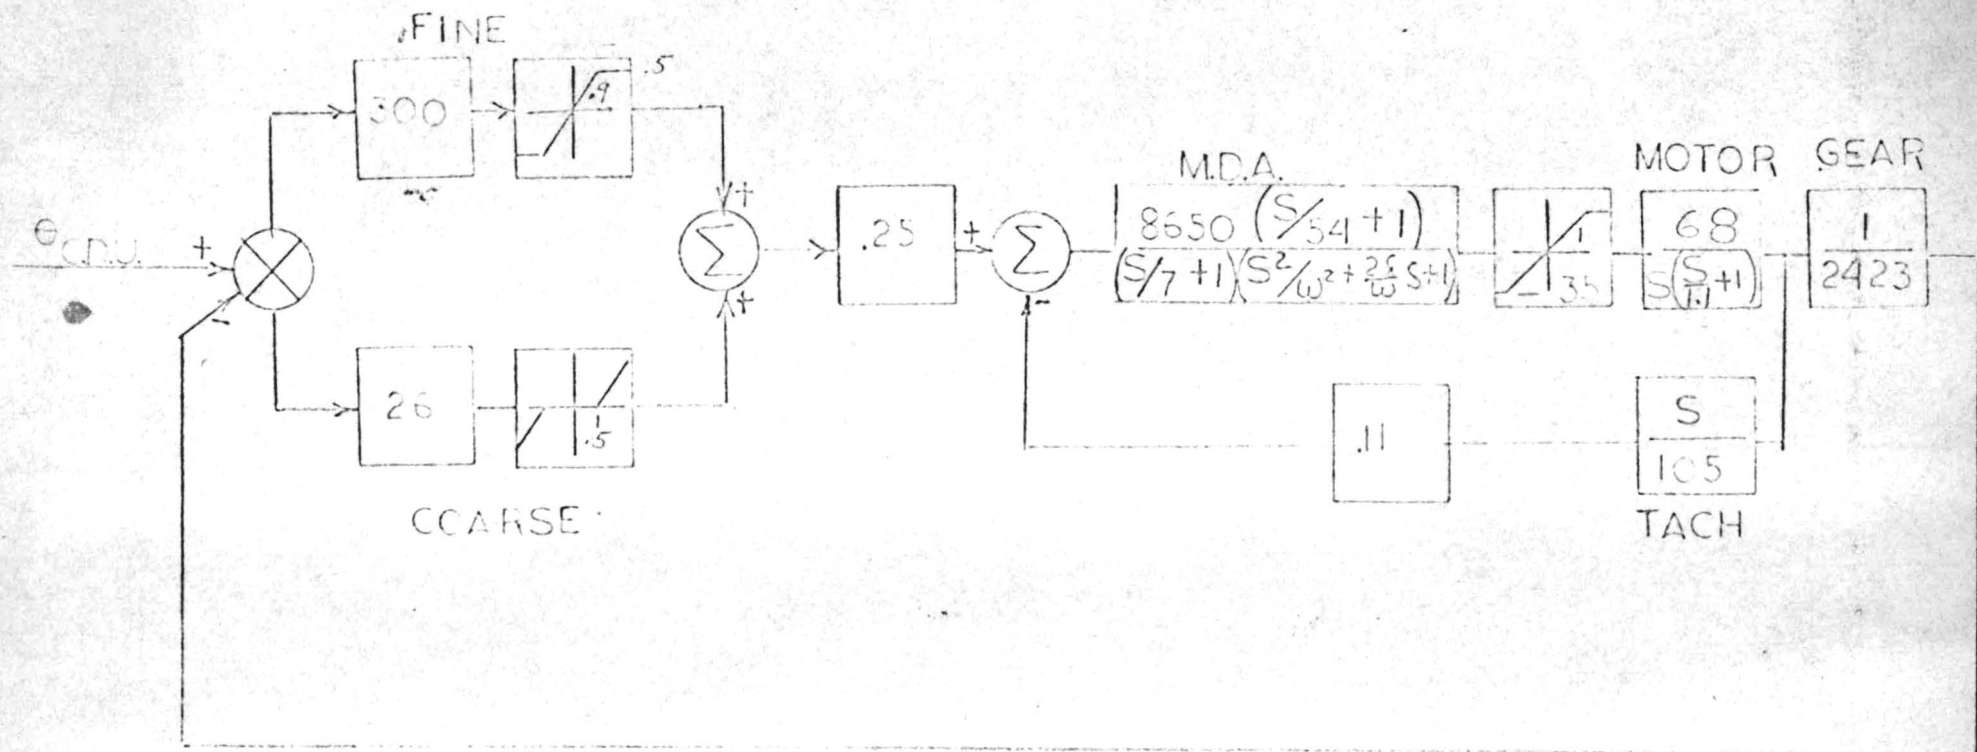 FINE
300
.9
.5
θC.D.U.
+
-
26
.5
COARSE
+
Σ
+
.25
+
Σ
-
M.D.A.
8650 (S/54 + 1)
(S/7 + 1)(S²/ω² + 2ζ/ω S + 1)
1
35
MOTOR
68
S(S/1.1 + 1)
GEAR
1
2423
.11
S
105
TACH